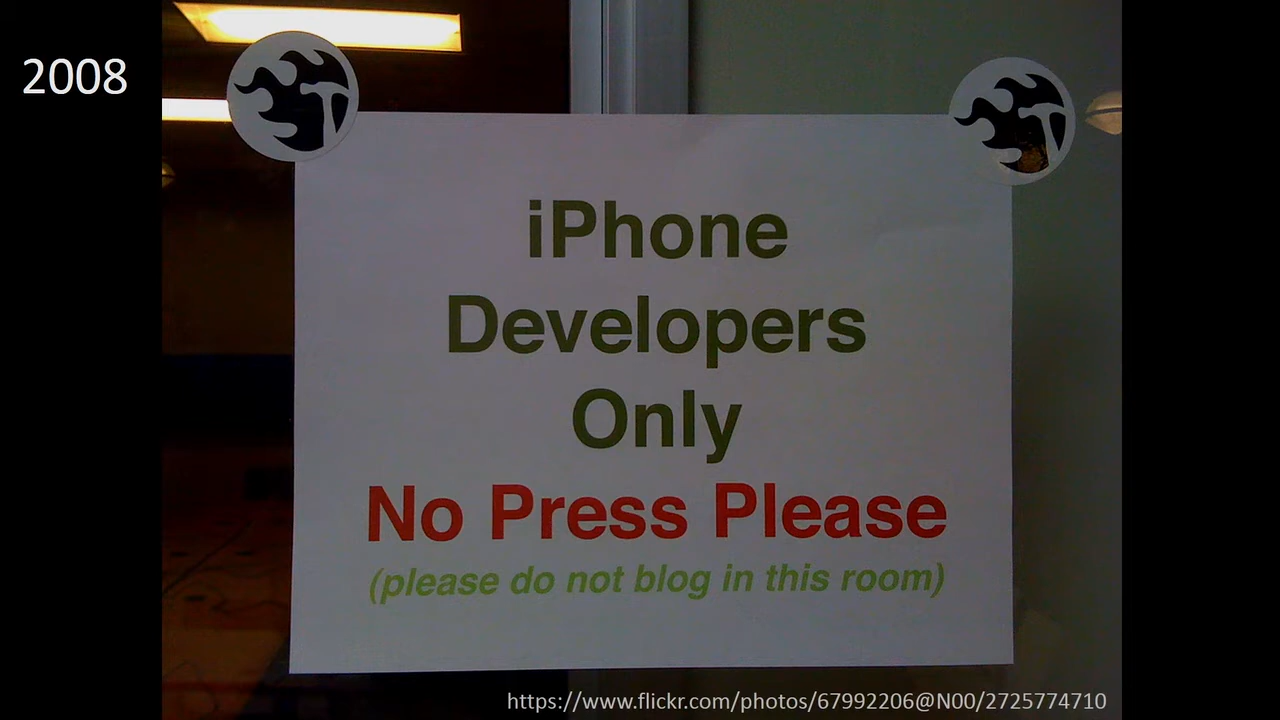 2008
iPhone
Developers
Only
No Press Please
(please do not blog in this room)
https://www.flickr.com/photos/67992206@N00/2725774710